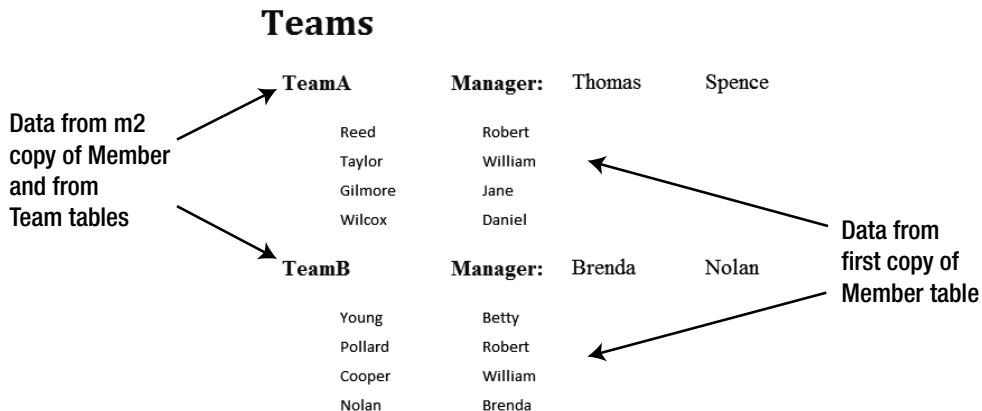 Teams
TeamA Manager: Thomas Spence
Reed Robert
Taylor William
Gilmore Jane
Wilcox Daniel
TeamB Manager: Brenda Nolan
Young Betty
Pollard Robert
Cooper William
Nolan Brenda
Data from m2
copy of Member
and from
Team tables
Data from
first copy of
Member table